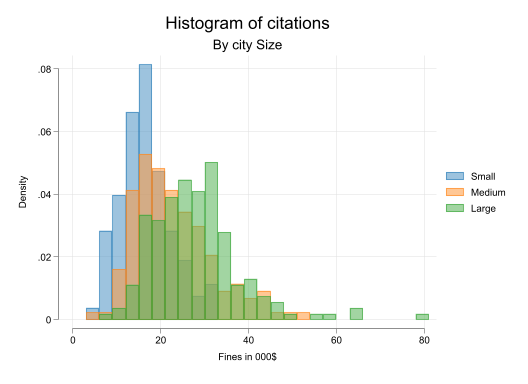 Histogram of citations
By city Size
.08
.06
.04
.02
0
Density
0 20 40 60 80
Fines in 000$
Small
Medium
Large